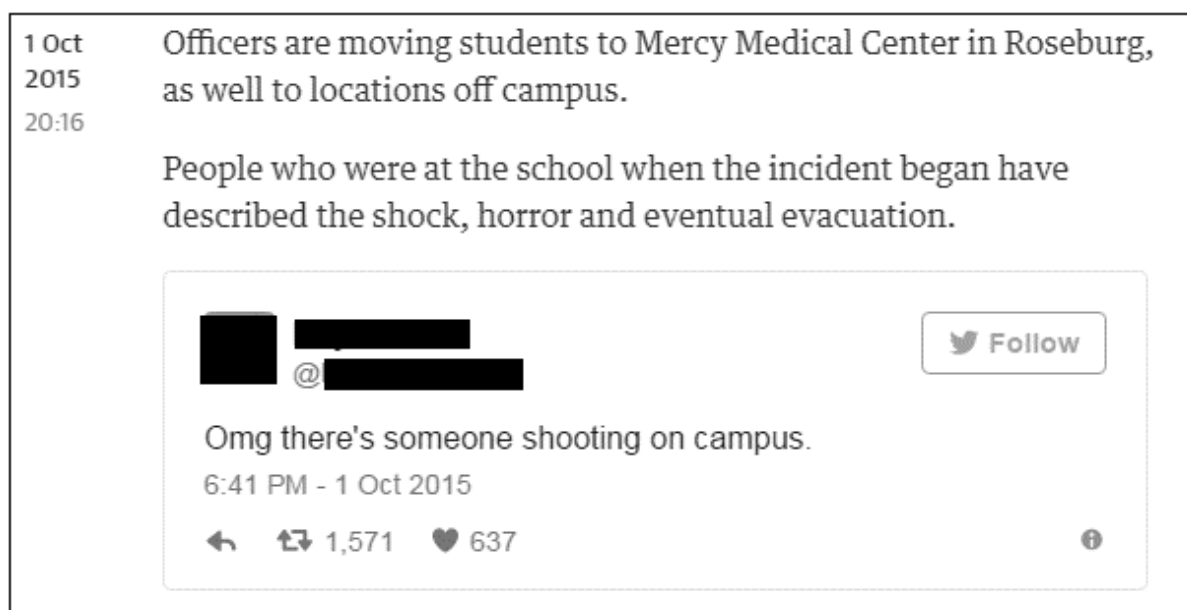 1 Oct
2015
20:16
Officers are moving students to Mercy Medical Center in Roseburg,
as well to locations off campus.
People who were at the school when the incident began have
described the shock, horror and eventual evacuation.
@
Follow
Omg there's someone shooting on campus.
6:41 PM - 1 Oct 2015
1,571 637